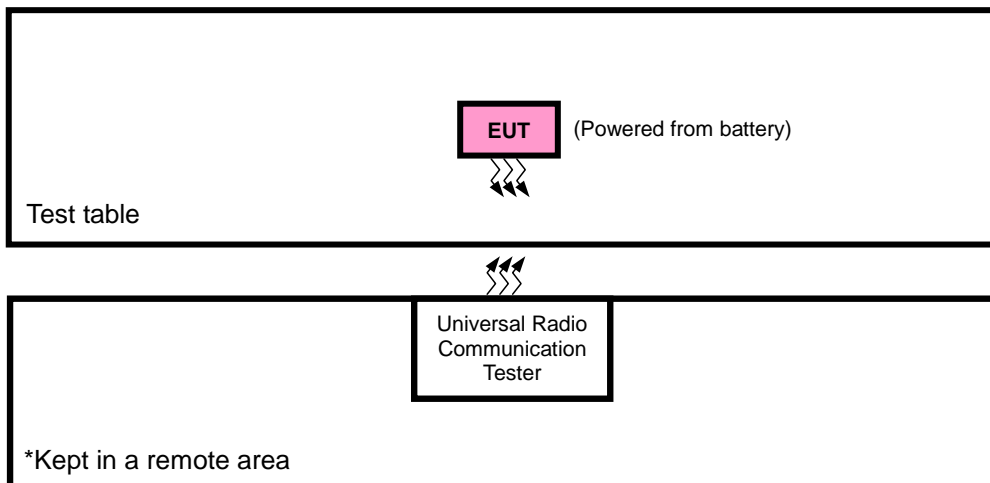 EUT
(Powered from battery)
Test table
Universal Radio
Communication
Tester
*Kept in a remote area